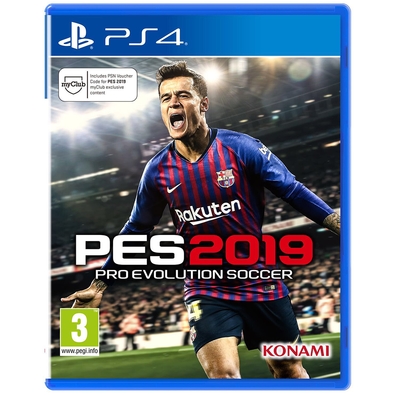 PS4
myClub
Includes PSN Voucher
Code for PES 2019
myClub exclusive
content
Rakuten
PES2019
PRO EVOLUTION SOCCER
4
3
www.pegi.info
KONAMI